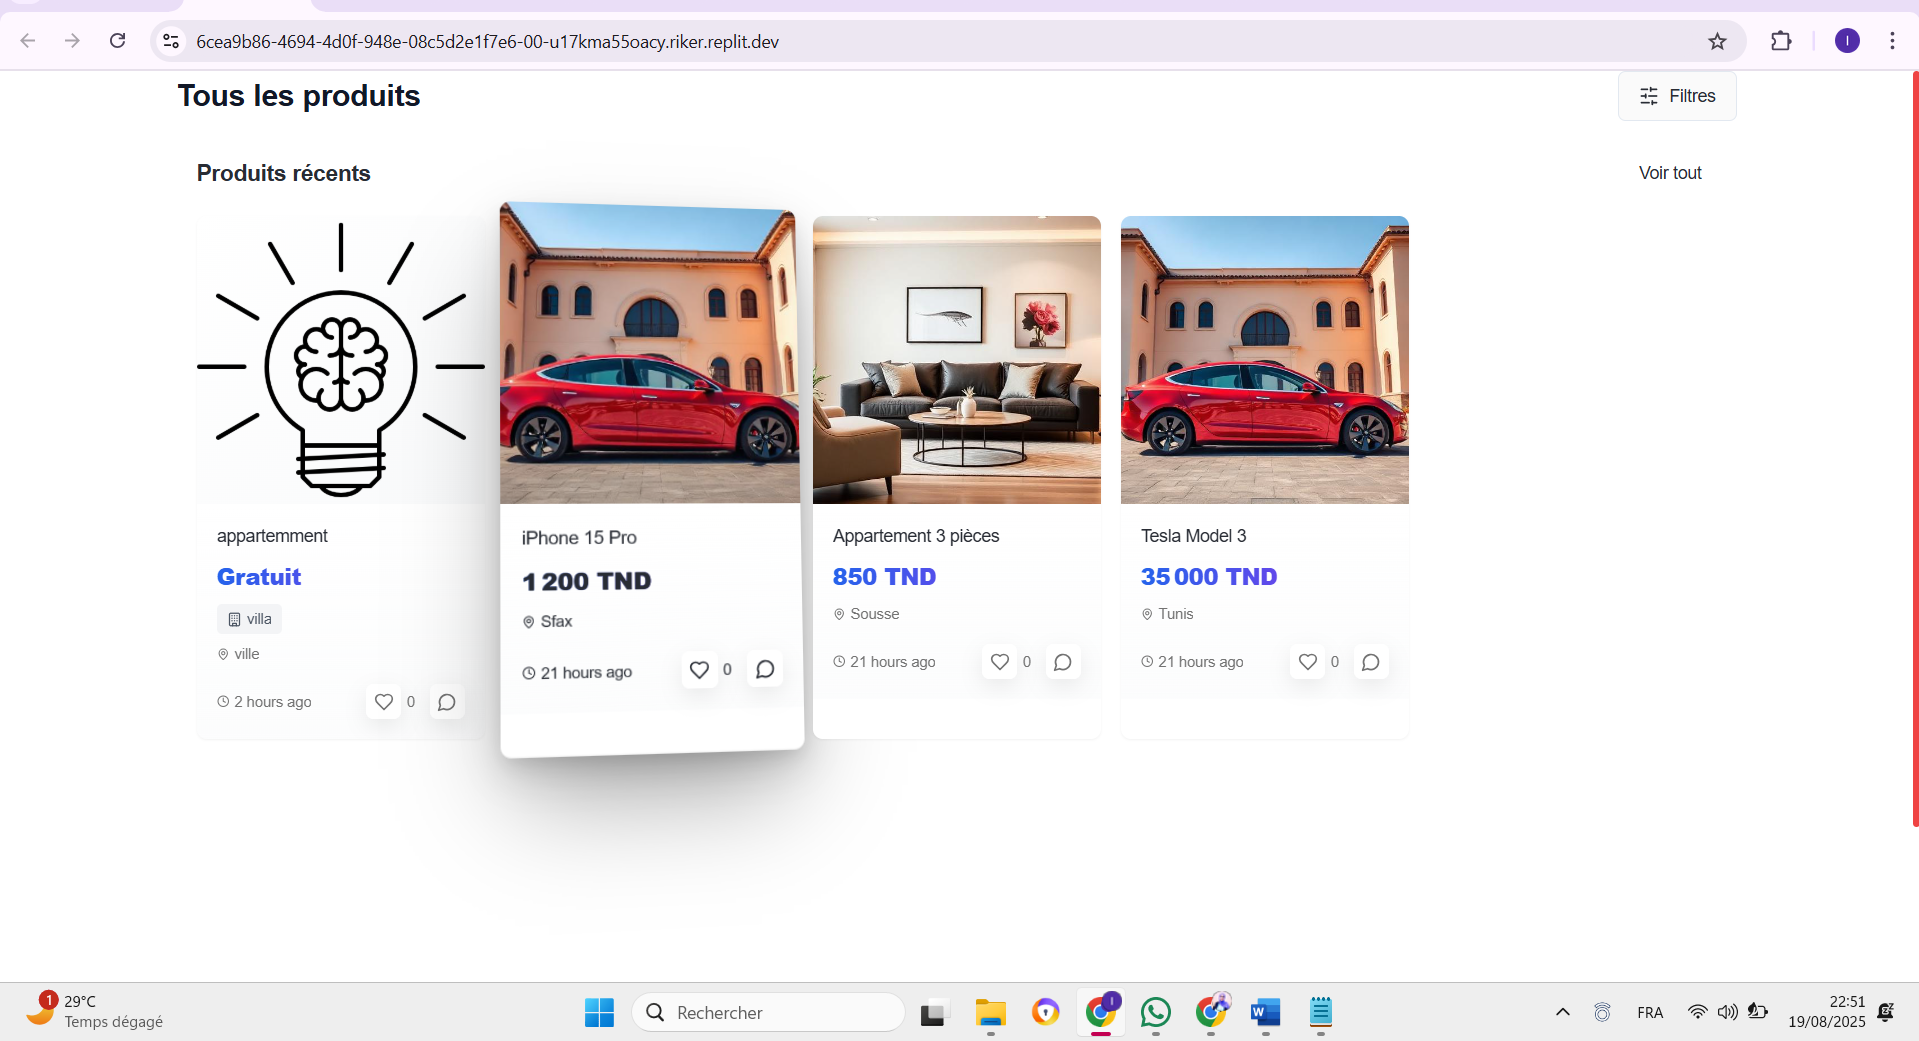 6cea9b86-4694-4d0f-948e-08c5d2e1f7e6-00-u17kma55oacy.riker.replit.dev
I
Tous les produits
Filtres
Produits récents
Voir tout
appartemment
Gratuit
villa
ville
2 hours ago
0
iPhone 15 Pro
1 200 TND
Sfax
21 hours ago
0
Appartement 3 pièces
850 TND
Sousse
21 hours ago
0
Tesla Model 3
35 000 TND
Tunis
21 hours ago
0
1
29°C
Temps dégagé
Rechercher
I
W
FRA
22:51
19/08/2025